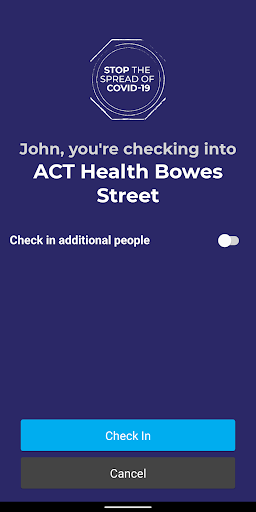 STOP THE
SPREAD OF
COVID-19
John, you're checking into
ACT Health Bowes
Street
Check in additional people
Check In
Cancel